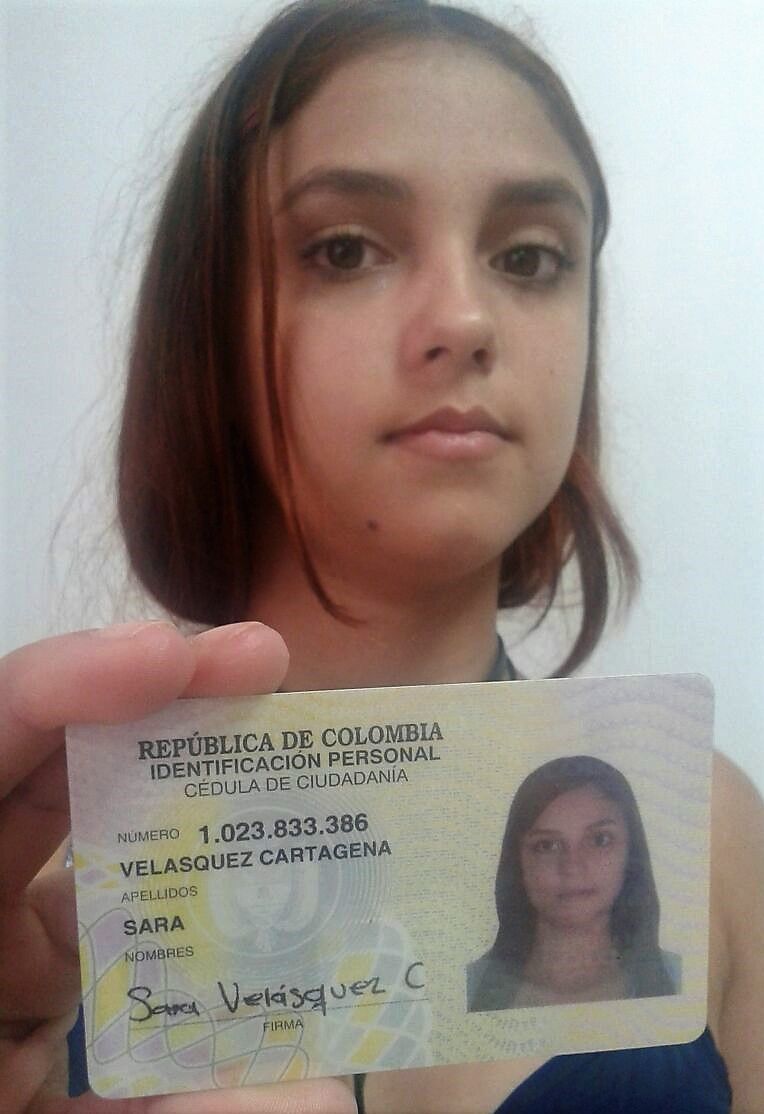 REPÚBLICA DE COLOMBIA
IDENTIFICACIÓN PERSONAL
CÉDULA DE CIUDADANÍA
NÚMERO 1.023.833.386
VELASQUEZ CARTAGENA
APELLIDOS
SARA
NOMBRES
Sara Velásquez C
FIRMA